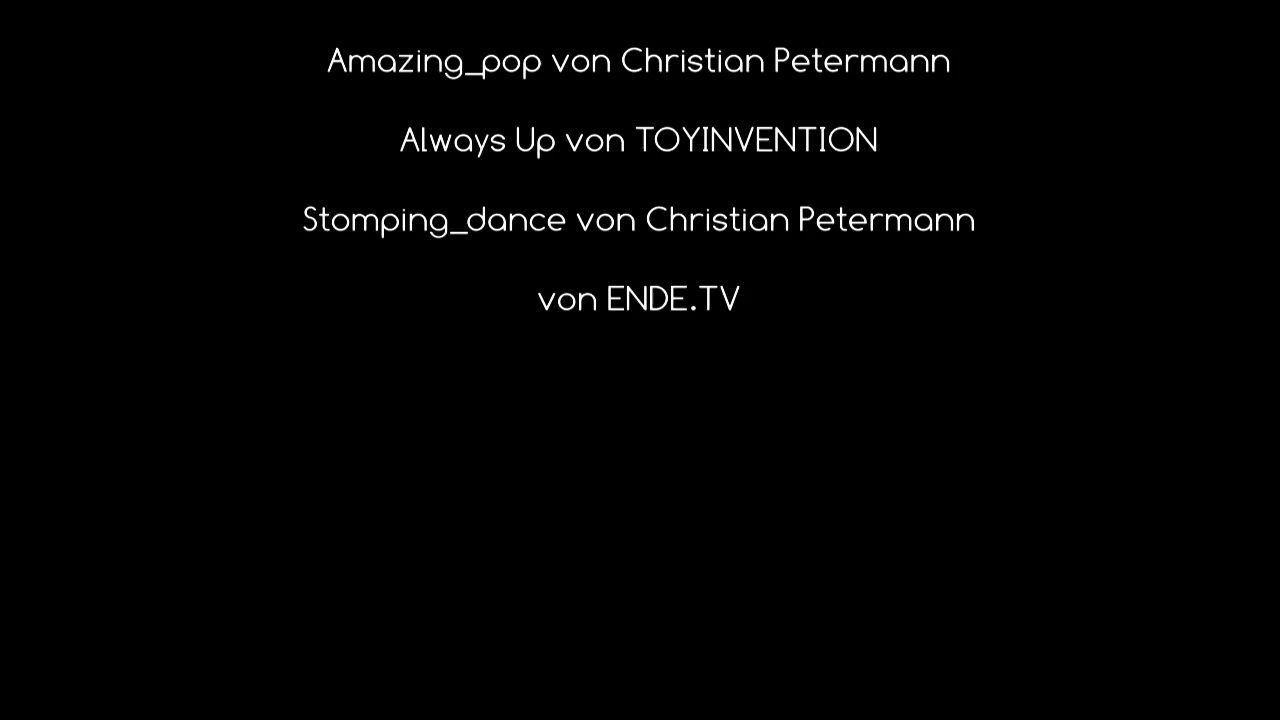 Amazing_pop von Christian Petermann
Always Up von TOYINVENTION
Stomping_dance von Christian Petermann
von ENDE.TV